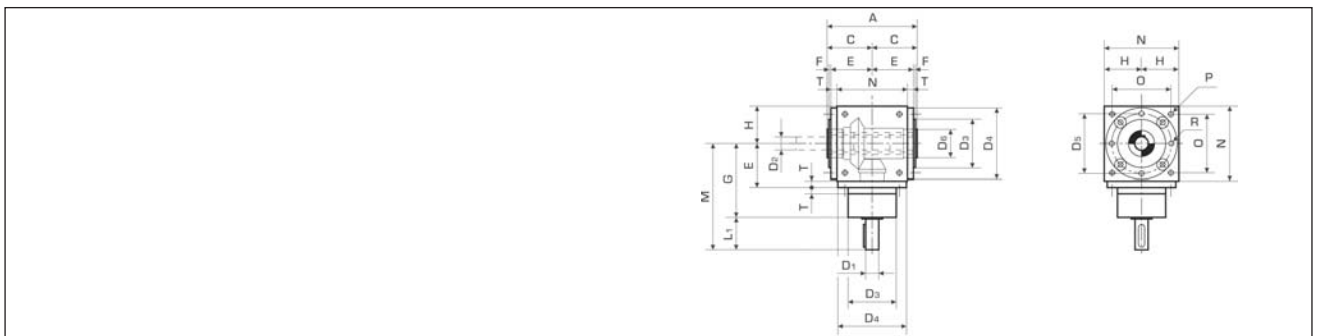 A
C C
F E E F
T N T
H
E
G
M
D₂
T
T
L₁
D₆
D₃
D₄
D₁
D₃
D₄
N
H H
O
P
R
D₅
O
N